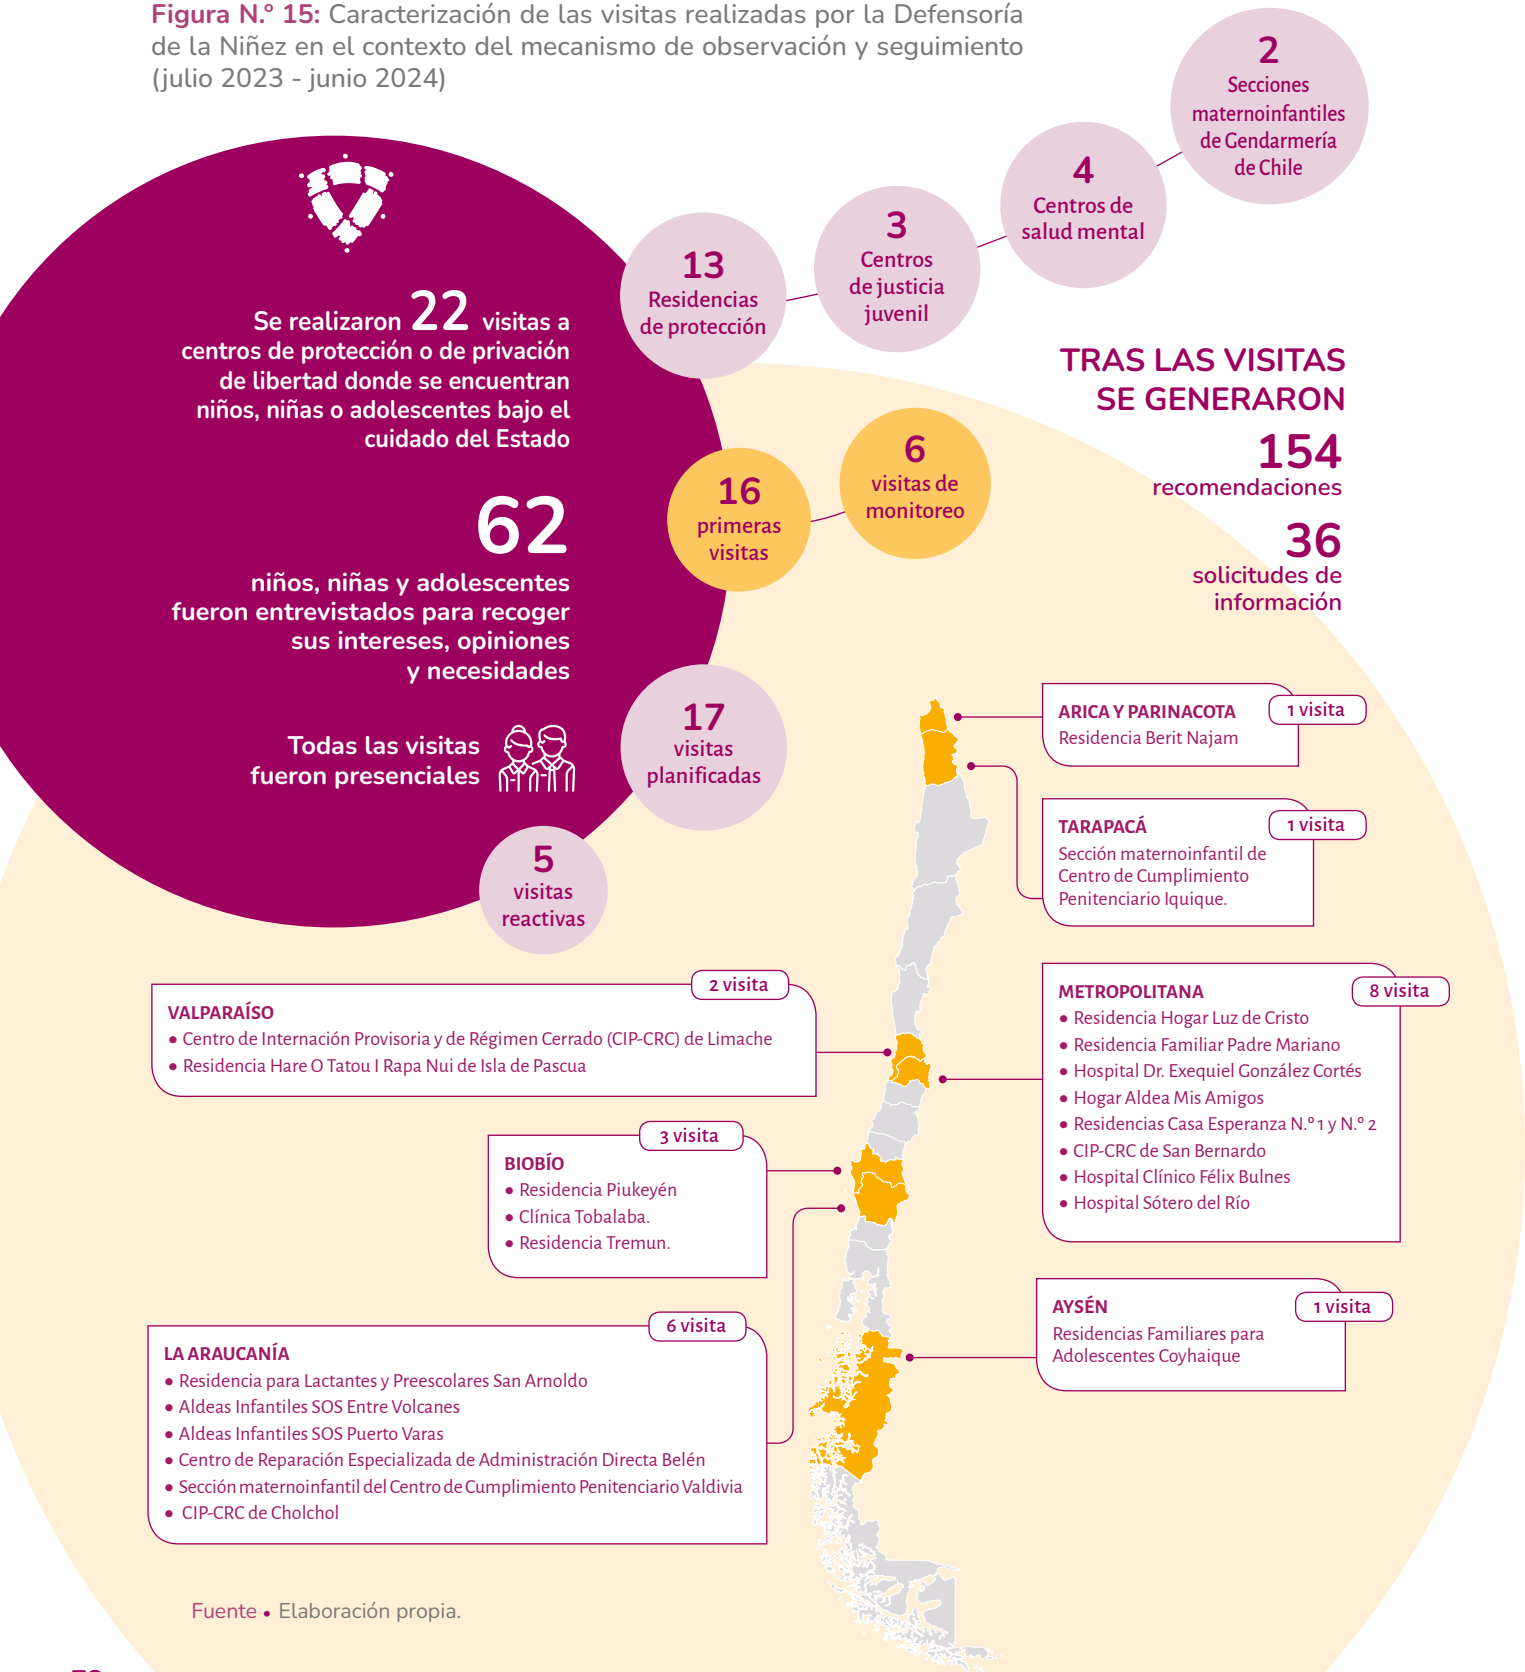 Figura N.º 15: Caracterización de las visitas realizadas por la Defensoría
de la Niñez en el contexto del mecanismo de observación y seguimiento
(julio 2023 - junio 2024)
2
Secciones
maternoinfantiles
de Gendarmería
de Chile
4
Centros de
salud mental
3
Centros
de justicia
juvenil
13
Residencias
de protección
Se realizaron 22 visitas a
centros de protección o de privación
de libertad donde se encuentran
niños, niñas o adolescentes bajo el
cuidado del Estado
TRAS LAS VISITAS
SE GENERARON
154
recomendaciones
36
solicitudes de
información
6
visitas de
monitoreo
16
primeras
visitas
62
niños, niñas y adolescentes
fueron entrevistados para recoger
sus intereses, opiniones
y necesidades
17
visitas
planificadas
Todas las visitas
fueron presenciales
5
visitas
reactivas
ARICA Y PARINACOTA
1 visita
Residencia Berit Najam
TARAPACÁ
1 visita
Sección maternoinfantil de
Centro de Cumplimiento
Penitenciario Iquique.
2 visita
VALPARAÍSO
• Centro de Internación Provisoria y de Régimen Cerrado (CIP-CRC) de Limache
• Residencia Hare O Tatou I Rapa Nui de Isla de Pascua
METROPOLITANA
8 visita
• Residencia Hogar Luz de Cristo
• Residencia Familiar Padre Mariano
• Hospital Dr. Exequiel González Cortés
• Hogar Aldea Mis Amigos
• Residencias Casa Esperanza N.º 1 y N.º 2
• CIP-CRC de San Bernardo
• Hospital Clínico Félix Bulnes
• Hospital Sótero del Río
3 visita
BIOBÍO
• Residencia Piukeyén
• Clínica Tobalaba.
• Residencia Tremun.
AYSÉN
1 visita
Residencias Familiares para
Adolescentes Coyhaique
6 visita
LA ARAUCANÍA
• Residencia para Lactantes y Preescolares San Arnoldo
• Aldeas Infantiles SOS Entre Volcanes
• Aldeas Infantiles SOS Puerto Varas
• Centro de Reparación Especializada de Administración Directa Belén
• Sección maternoinfantil del Centro de Cumplimiento Penitenciario Valdivia
• CIP-CRC de Cholchol
Fuente • Elaboración propia.